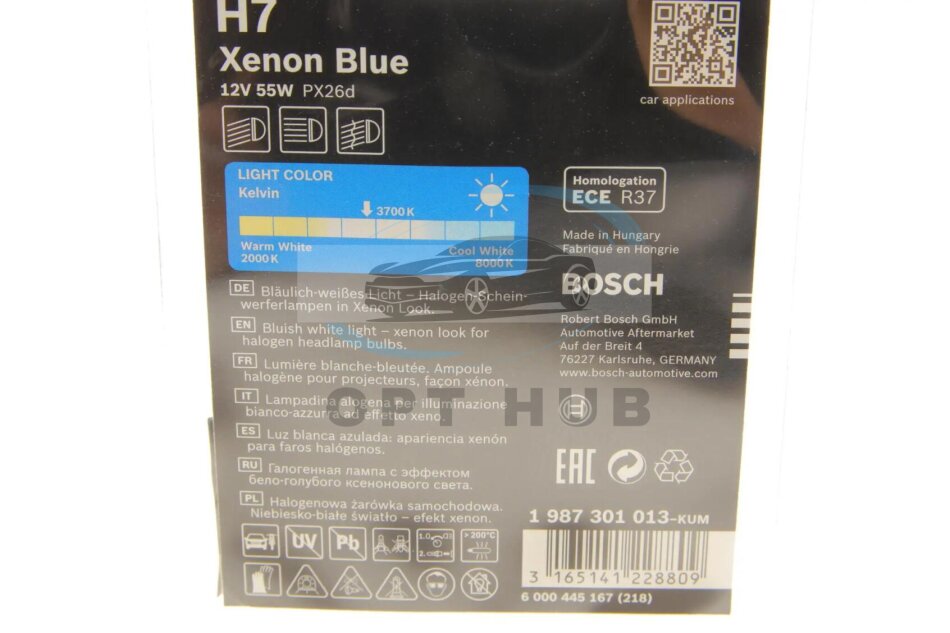 H7
Xenon Blue
12V 55W PX26d
car applications
LIGHT COLOR
Kelvin
3700 K
Warm White
2000 K
Cool White
8000 K
Homologation
ECE R37
Made in Hungary
Fabriqué en Hongrie
BOSCH
Robert Bosch GmbH
Automotive Aftermarket
Auf der Breit 4
76227 Karlsruhe, GERMANY
www.bosch-automotive.com
DE Bläulich-weißes Licht – Halogen-Schein-
werferlampen in Xenon Look.
EN Bluish white light – xenon look for
halogen headlamp bulbs.
FR Lumière blanche-bleutée. Ampoule
halogène pour projecteurs, façon xénon.
IT Lampadina alogena per illuminazione
bianco-azzurra ad effetto xeno.
ES Luz blanca azulada: apariencia xenón
para faros halógenos.
RU Галогенная лампа с эффектом
бело-голубого ксенонового света.
PL Halogenowa żarówka samochodowa.
Niebiesko-białe światło – efekt xenon.
OPT HUB
EAC
UV
Pb
> 200°C
1 987 301 013-KUM
3 165141 228809
6 000 445 167 (218)